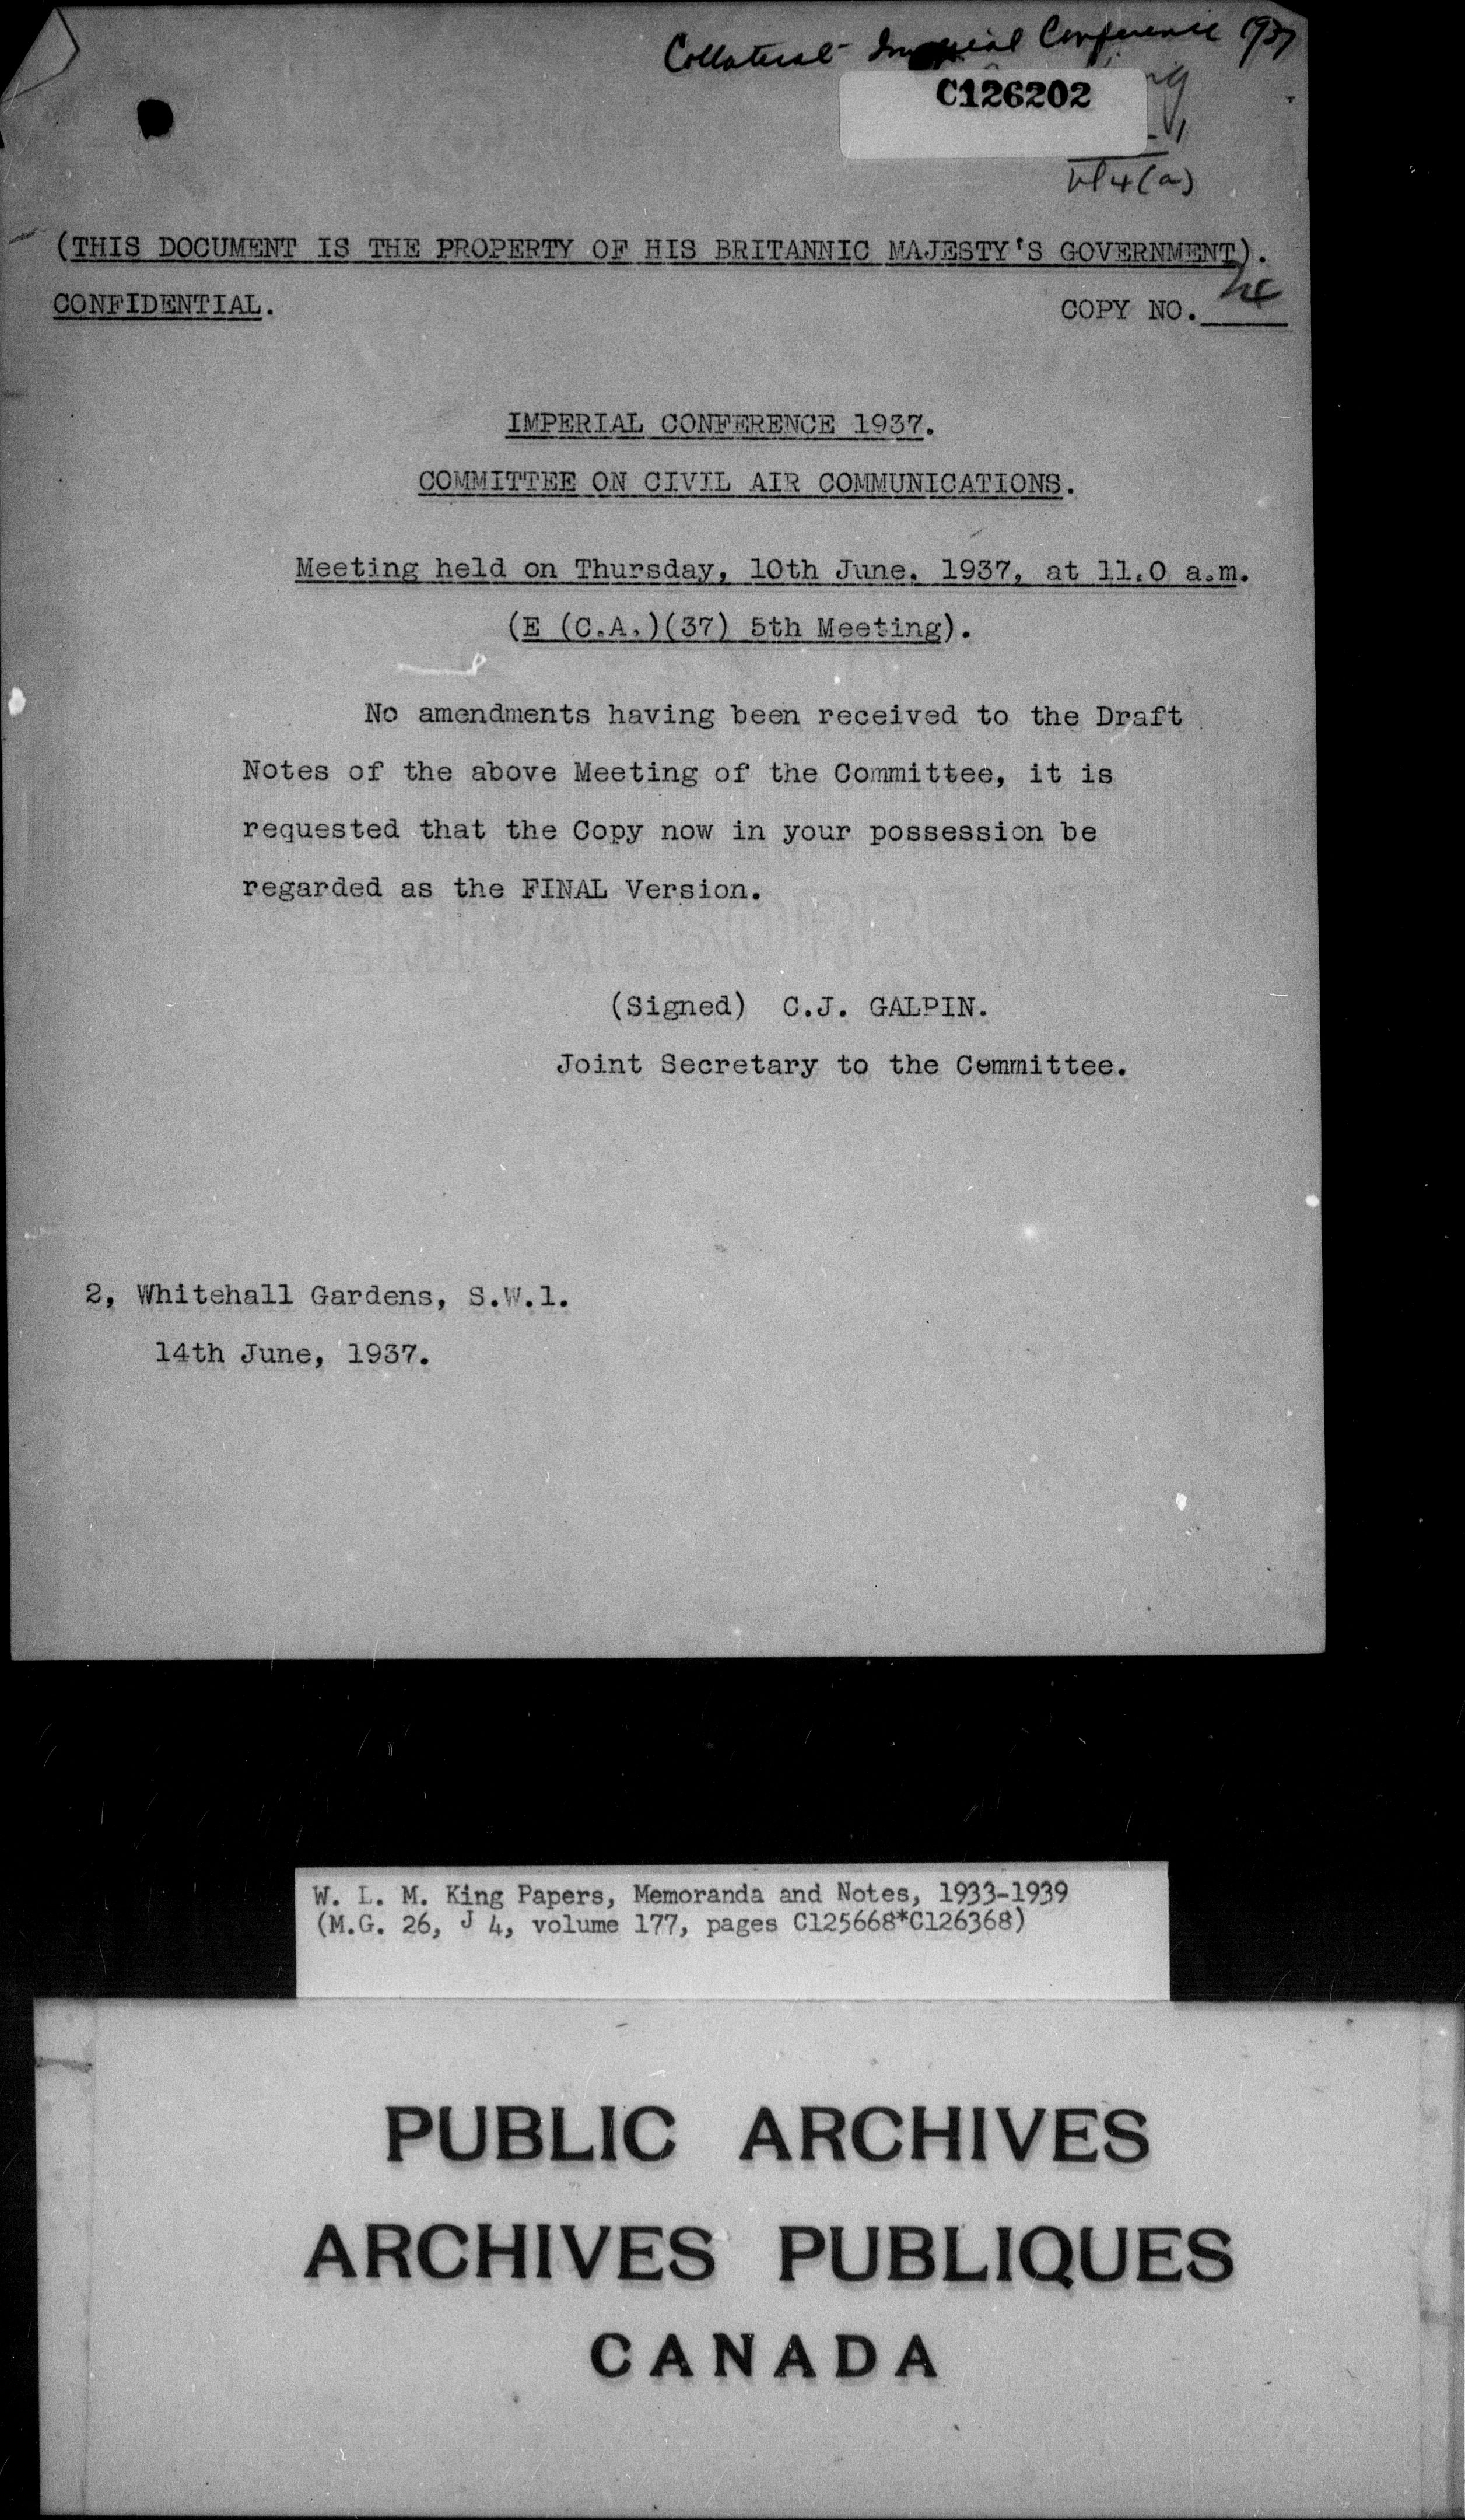 Collateral Imperial Conference 1937
C126202
(THIS DOCUMENT IS THE PROPERTY OF HIS BRITANNIC MAJESTY'S GOVERNMENT).
CONFIDENTIAL. COPY NO.
IMPERIAL CONFERENCE 1937.
COMMITTEE ON CIVIL AIR COMMUNICATIONS.
Meeting held on Thursday, 10th June, 1937, at 11.0 a.m.
(E (C.A.)(37) 5th Meeting).
No amendments having been received to the Draft
Notes of the above Meeting of the Committee, it is
requested that the Copy now in your possession be
regarded as the FINAL Version.
(Signed) C.J. GALPIN.
Joint Secretary to the Committee.
2, Whitehall Gardens, S.W.1.
14th June, 1937.
W. L. M. King Papers, Memoranda and Notes, 1933-1939
(M.G. 26, J 4, volume 177, pages C125668*C126368)
PUBLIC ARCHIVES
ARCHIVES PUBLIQUES
CANADA